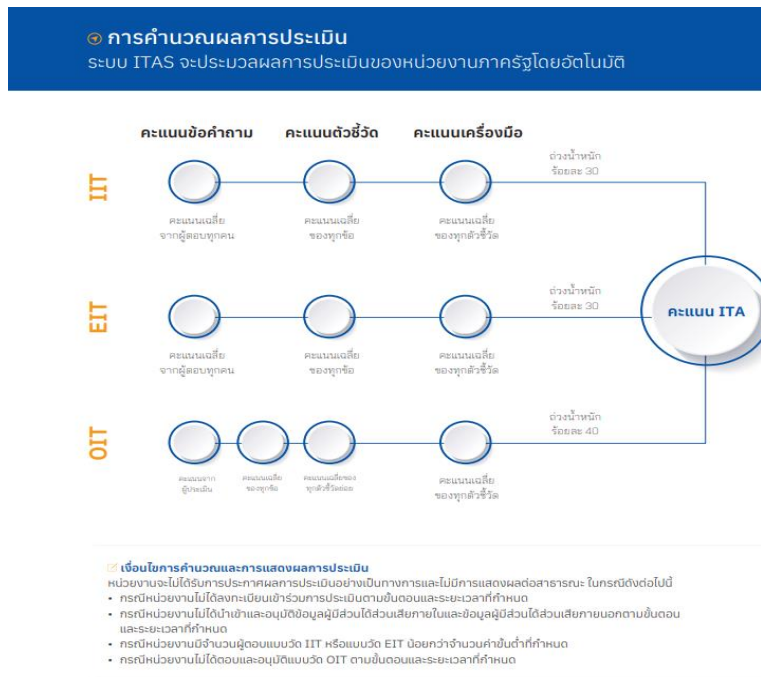 การคำนวณผลการประเมิน
ระบบ ITAS จะประมวลผลการประเมินของหน่วยงานภาครัฐโดยอัตโนมัติ
คะแนนข้อคำถาม คะแนนตัวชี้วัด คะแนนเครื่องมือ
IIT
ถ่วงน้ำหนัก
ร้อยละ 30
คะแนนเฉลี่ย
จากผู้ตอบทุกคน
คะแนนเฉลี่ย
ของทุกข้อ
คะแนนเฉลี่ย
ของทุกตัวชี้วัด
EIT
ถ่วงน้ำหนัก
ร้อยละ 30
คะแนน ITA
คะแนนเฉลี่ย
จากผู้ตอบทุกคน
คะแนนเฉลี่ย
ของทุกข้อ
คะแนนเฉลี่ย
ของทุกตัวชี้วัด
OIT
ถ่วงน้ำหนัก
ร้อยละ 40
คะแนนจาก
ผู้ประเมิน
คะแนนเฉลี่ย
ของทุกข้อ
คะแนนเฉลี่ยของ
ทุกตัวชี้วัดย่อย
คะแนนเฉลี่ย
ของทุกตัวชี้วัด
เงื่อนไขการคำนวณและการแสดงผลการประเมิน
หน่วยงานจะไม่ได้รับการประกาศผลการประเมินอย่างเป็นทางการและไม่มีการแสดงผลต่อสาธารณะ ในกรณีดังต่อไปนี้
• กรณีหน่วยงานไม่ได้ลงทะเบียนเข้าร่วมการประเมินตามขั้นตอนและระยะเวลาที่กำหนด
• กรณีหน่วยงานไม่ได้นำเข้าและอนุมัติข้อมูลผู้มีส่วนได้ส่วนเสียภายในและข้อมูลผู้มีส่วนได้ส่วนเสียภายนอกตามขั้นตอน
และระยะเวลาที่กำหนด
• กรณีหน่วยงานมีจำนวนผู้ตอบแบบวัด IIT หรือแบบวัด EIT น้อยกว่าจำนวนค่าขั้นต่ำที่กำหนด
• กรณีหน่วยงานไม่ได้ตอบและอนุมัติแบบวัด OIT ตามขั้นตอนและระยะเวลาที่กำหนด